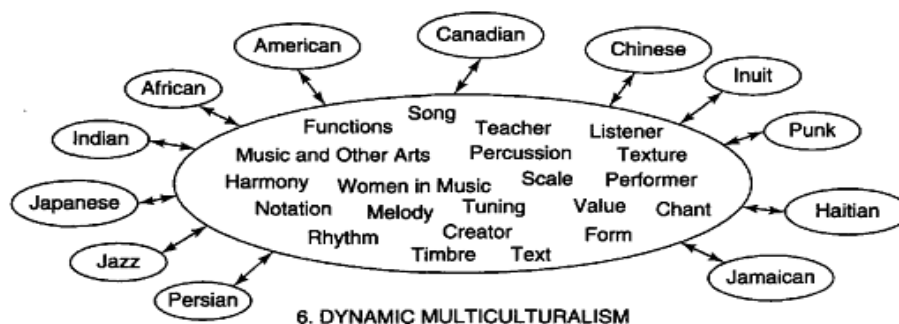 American
Canadian
Chinese
African
Inuit
Indian
Punk
Japanese
Haitian
Jazz
Jamaican
Persian
Song
Functions
Teacher
Listener
Music and Other Arts
Percussion
Texture
Harmony
Women in Music
Scale
Performer
Notation
Melody
Tuning
Value
Chant
Rhythm
Creator
Form
Timbre
Text
6. DYNAMIC MULTICULTURALISM